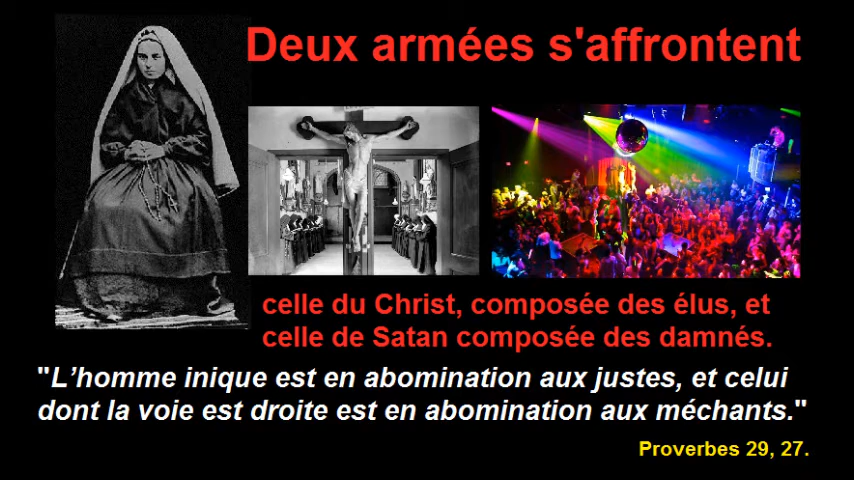 Deux armées s'affrontent
celle du Christ, composée des élus, et
celle de Satan composée des damnés.
"L’homme inique est en abomination aux justes, et celui
dont la voie est droite est en abomination aux méchants."
Proverbes 29, 27.